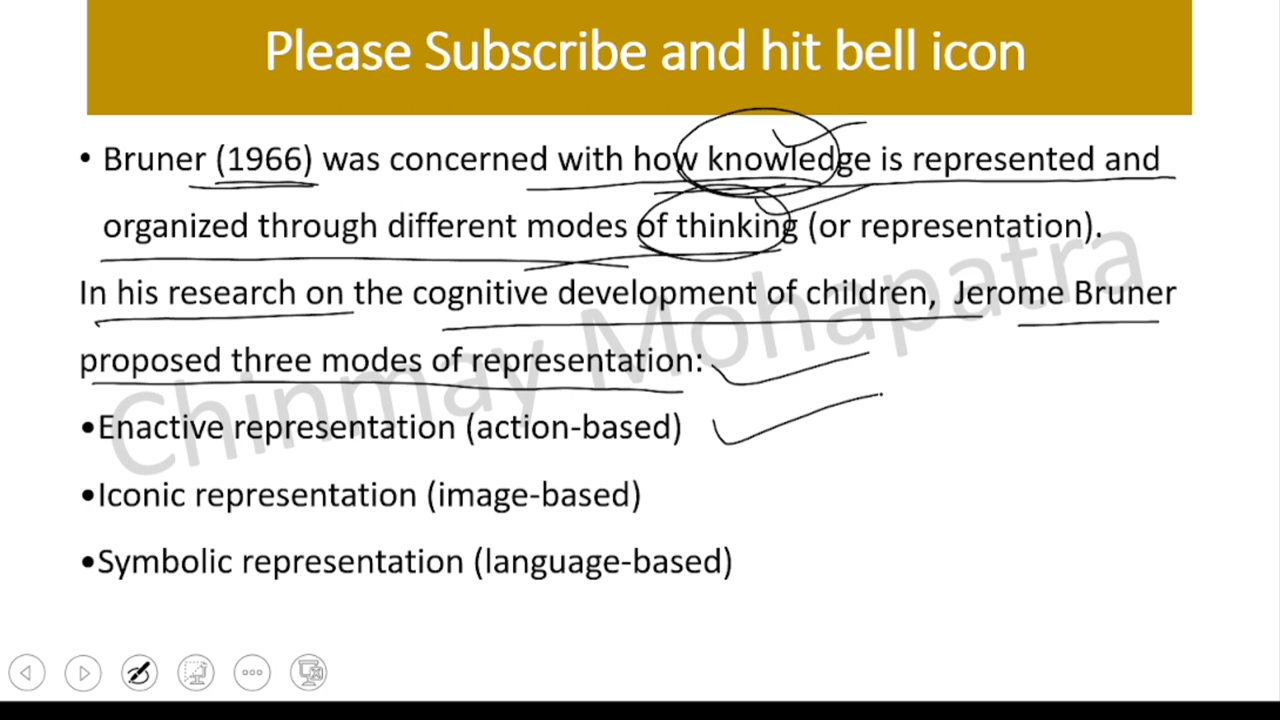 Please Subscribe and hit bell icon
• Bruner (1966) was concerned with how knowledge is represented and
organized through different modes of thinking (or representation).
In his research on the cognitive development of children, Jerome Bruner
proposed three modes of representation:
•Enactive representation (action-based)
•Iconic representation (image-based)
•Symbolic representation (language-based)
Chinmay Mohapatra